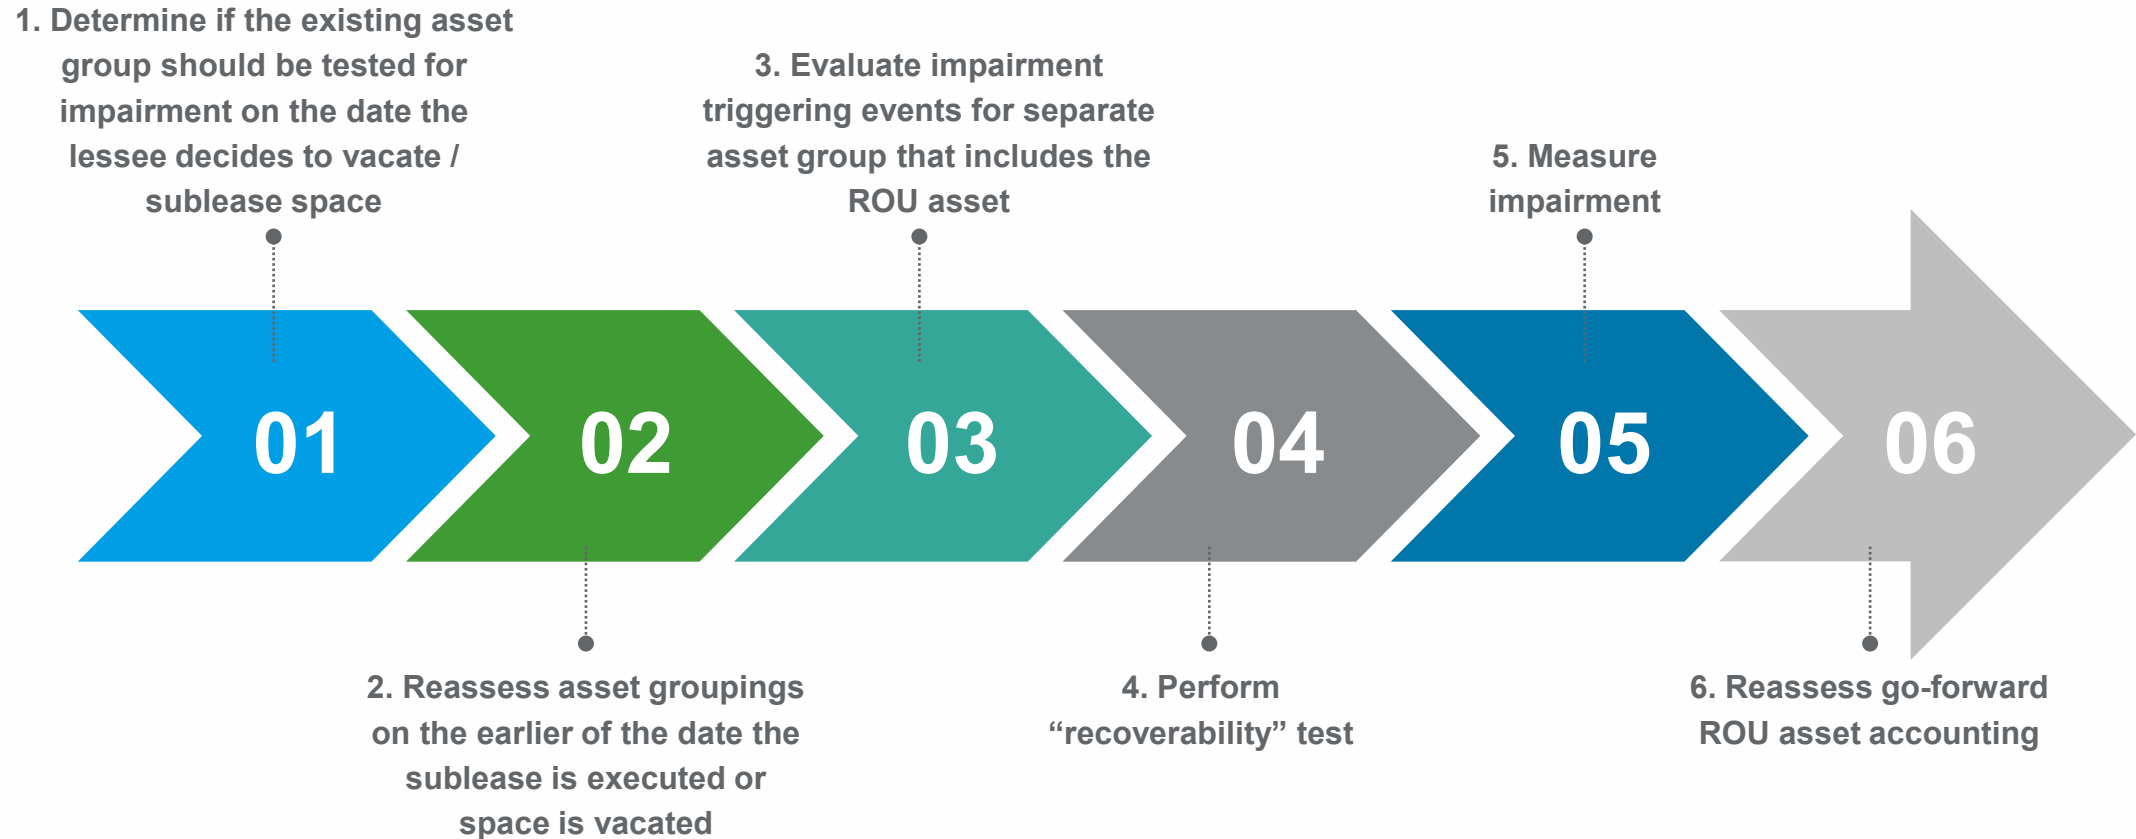 1. Determine if the existing asset
group should be tested for
impairment on the date the
lessee decides to vacate /
sublease space
3. Evaluate impairment
triggering events for separate
asset group that includes the
ROU asset
5. Measure
impairment
01
02
03
04
05
06
2. Reassess asset groupings
on the earlier of the date the
sublease is executed or
space is vacated
4. Perform
“recoverability” test
6. Reassess go-forward
ROU asset accounting